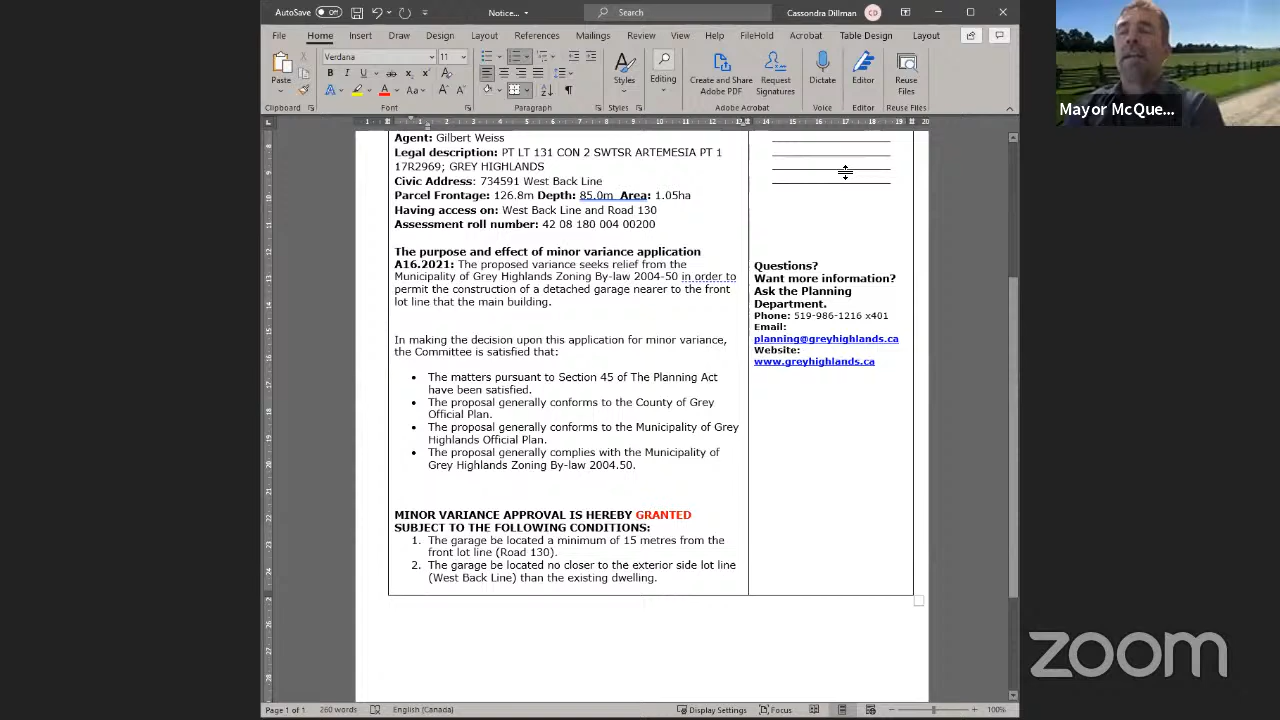 AutoSave Off Notice... Search Cassondra Dillman CD
File Home Insert Draw Design Layout References Mailings Review View Help FileHold Acrobat Table Design Layout
Verdana 11
Paste Styles Editing Create and Share Adobe PDF Request Signatures Dictate Editor Reuse Files
Clipboard Font Paragraph Styles Adobe Acrobat Voice Editor Reuse Files
Mayor McQue...
Agent: Gilbert Weiss
Legal description: PT LT 131 CON 2 SWTSR ARTEMESIA PT 1
17R2969; GREY HIGHLANDS
Civic Address: 734591 West Back Line
Parcel Frontage: 126.8m Depth: 85.0m Area: 1.05ha
Having access on: West Back Line and Road 130
Assessment roll number: 42 08 180 004 00200
The purpose and effect of minor variance application
A16.2021: The proposed variance seeks relief from the
Municipality of Grey Highlands Zoning By-law 2004-50 in order to
permit the construction of a detached garage nearer to the front
lot line that the main building.
In making the decision upon this application for minor variance,
the Committee is satisfied that:
• The matters pursuant to Section 45 of The Planning Act
have been satisfied.
• The proposal generally conforms to the County of Grey
Official Plan.
• The proposal generally conforms to the Municipality of Grey
Highlands Official Plan.
• The proposal generally complies with the Municipality of
Grey Highlands Zoning By-law 2004.50.
MINOR VARIANCE APPROVAL IS HEREBY GRANTED
SUBJECT TO THE FOLLOWING CONDITIONS:
1. The garage be located a minimum of 15 metres from the
front lot line (Road 130).
2. The garage be located no closer to the exterior side lot line
(West Back Line) than the existing dwelling.
Questions?
Want more information?
Ask the Planning
Department.
Phone: 519-986-1216 x401
Email:
planning@greyhighlands.ca
Website:
www.greyhighlands.ca
zoom
Page 1 of 1 260 words English (Canada) Display Settings Focus 100%